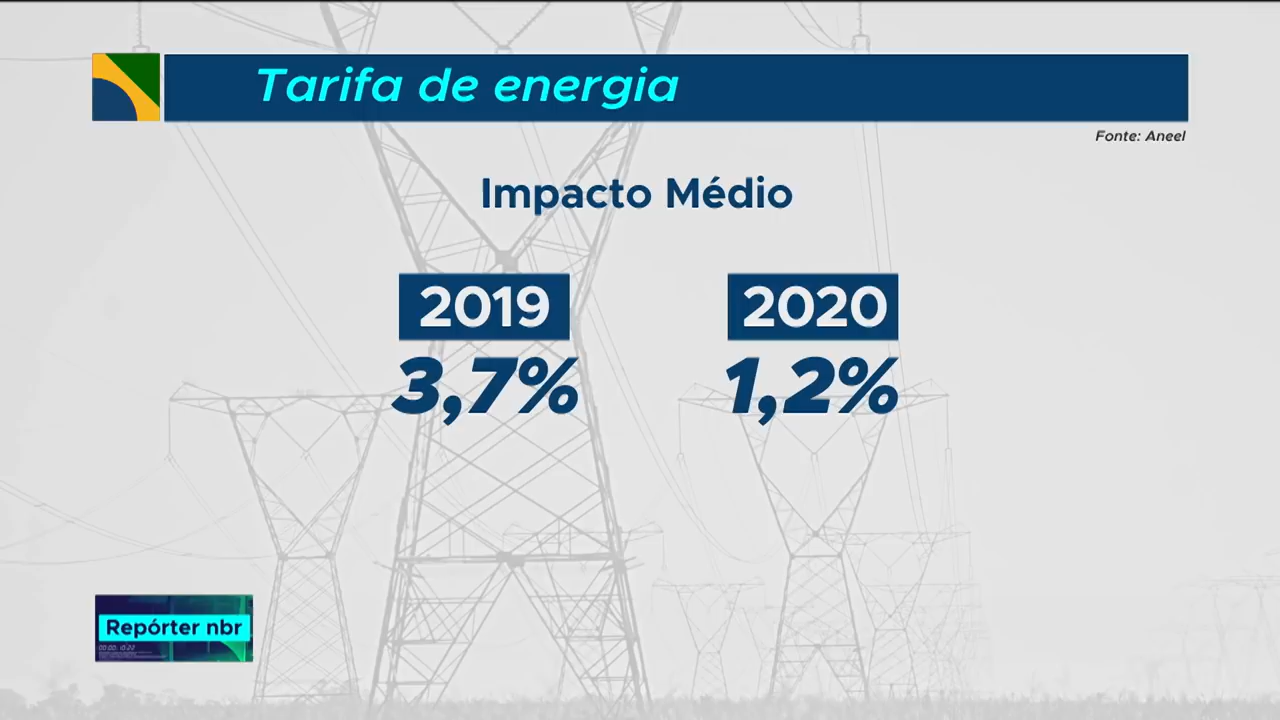 Tarifa de energia
Fonte: Aneel
Impacto Médio
2019 2020
3,7% 1,2%
Repórter nbr